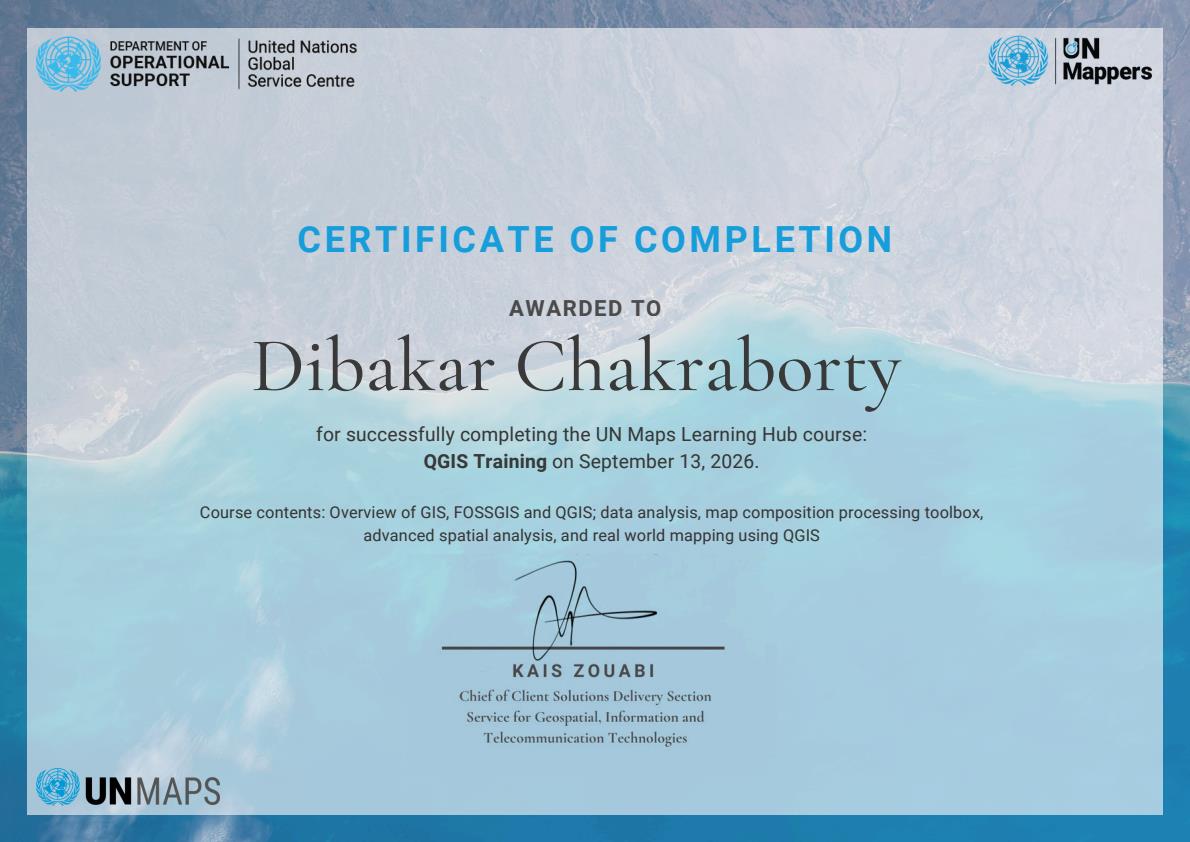 DEPARTMENT OF
OPERATIONAL
SUPPORT
United Nations
Global
Service Centre
UN
Mappers
CERTIFICATE OF COMPLETION
AWARDED TO
Dibakar Chakraborty
for successfully completing the UN Maps Learning Hub course:
QGIS Training on September 13, 2026.
Course contents: Overview of GIS, FOSSGIS and QGIS; data analysis, map composition processing toolbox,
advanced spatial analysis, and real world mapping using QGIS
KAIS ZOUABI
Chief of Client Solutions Delivery Section
Service for Geospatial, Information and
Telecommunication Technologies
UNMAPS